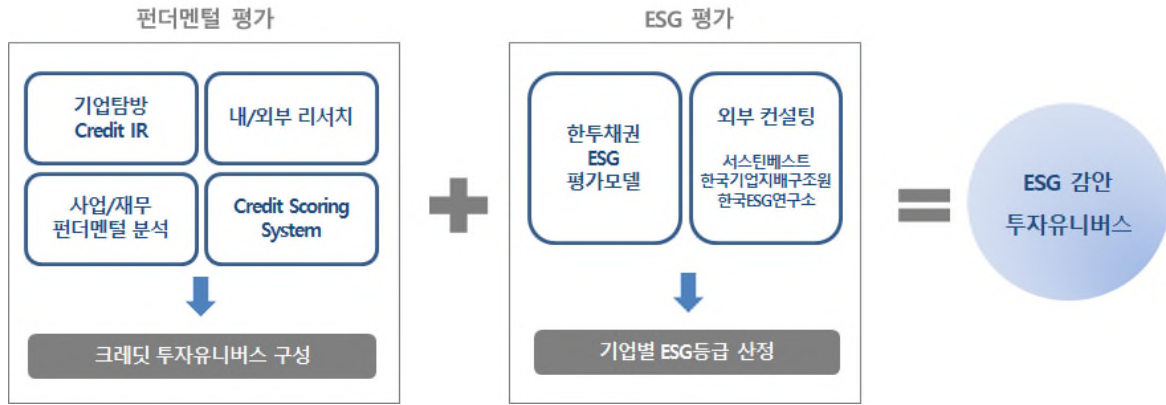 펀더멘털 평가
기업탐방
Credit IR
내/외부 리서치
사업/재무
펀더멘털 분석
Credit Scoring
System
크레딧 투자유니버스 구성
ESG 평가
한투채권
ESG
평가모델
외부 컨설팅
서스틴베스트
한국기업지배구조원
한국ESG연구소
기업별 ESG등급 산정
ESG 감안
투자유니버스